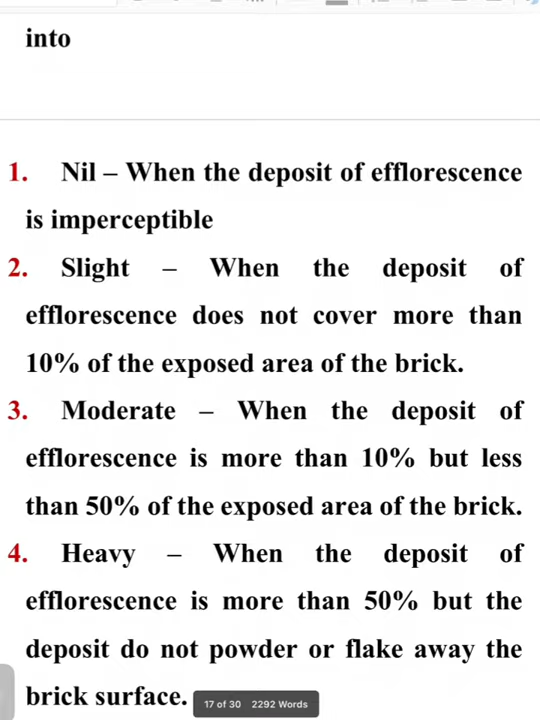 into
1. Nil – When the deposit of efflorescence
is imperceptible
2. Slight – When the deposit of
efflorescence does not cover more than
10% of the exposed area of the brick.
3. Moderate – When the deposit of
efflorescence is more than 10% but less
than 50% of the exposed area of the brick.
4. Heavy – When the deposit of
efflorescence is more than 50% but the
deposit do not powder or flake away the
brick surface.
17 of 30 2292 Words